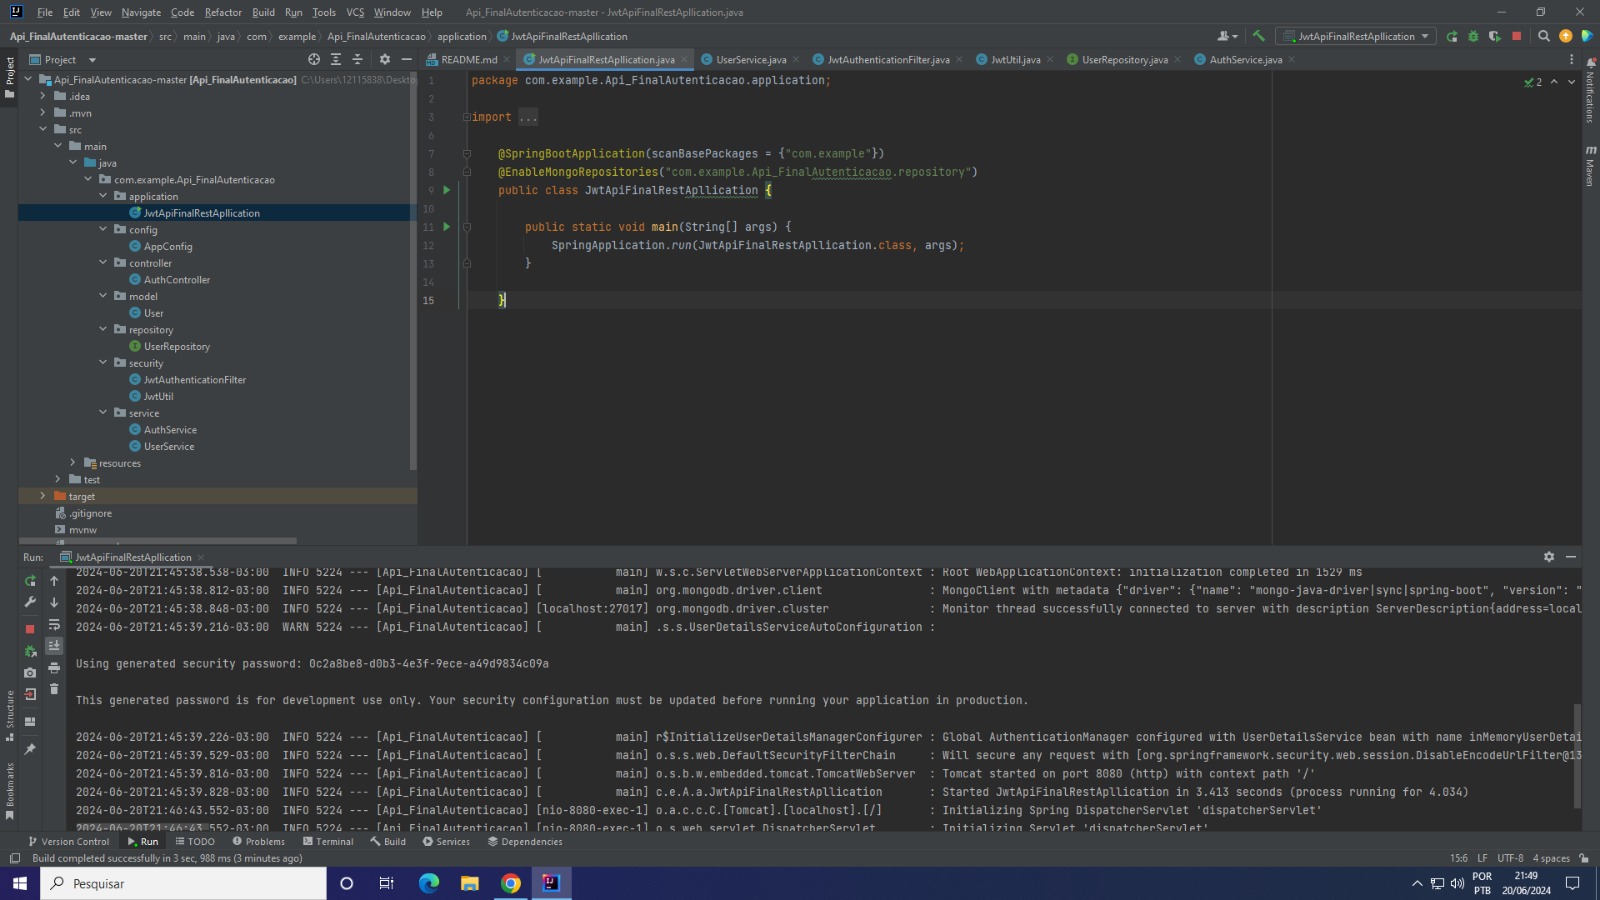 File Edit View Navigate Code Refactor Build Run Tools VCS Window Help Api_FinalAutenticacao-master - JwtApiFinalRestApllication.java
Api_FinalAutenticacao-master src main java com example Api_FinalAutenticacao application JwtApiFinalRestApllication JwtApiFinalRestApllication
Project README.md JwtApiFinalRestApllication.java UserService.java JwtAuthenticationFilter.java JwtUtil.java UserRepository.java AuthService.java
Project
Notifications
Maven
Structure
Bookmarks
Api_FinalAutenticacao-master [Api_FinalAutenticacao] C:\Users\12115838\Deskto
.idea
.mvn
src
main
java
com.example.Api_FinalAutenticacao
application
JwtApiFinalRestApllication
config
AppConfig
controller
AuthController
model
User
repository
UserRepository
security
JwtAuthenticationFilter
JwtUtil
service
AuthService
UserService
resources
test
target
.gitignore
mvnw
1 package com.example.Api_FinalAutenticacao.application; 2
2
3 import ...
6
7 @SpringBootApplication(scanBasePackages = {"com.example"})
8 @EnableMongoRepositories("com.example.Api_FinalAutenticacao.repository")
9 public class JwtApiFinalRestApllication {
10
11 public static void main(String[] args) {
12 SpringApplication.run(JwtApiFinalRestApllication.class, args);
13 }
14
15 }
Run: JwtApiFinalRestApllication
2024-06-20T21:45:38.538-03:00 INFO 5224 --- [Api_FinalAutenticacao] [ main] w.s.c.ServletWebServerApplicationContext : Root WebApplicationContext: initialization completed in 1529 ms
2024-06-20T21:45:38.812-03:00 INFO 5224 --- [Api_FinalAutenticacao] [ main] org.mongodb.driver.client : MongoClient with metadata {"driver": {"name": "mongo-java-driver|sync|spring-boot", "version": "
2024-06-20T21:45:38.848-03:00 INFO 5224 --- [Api_FinalAutenticacao] [localhost:27017] org.mongodb.driver.cluster : Monitor thread successfully connected to server with description ServerDescription{address=local
2024-06-20T21:45:39.216-03:00 WARN 5224 --- [Api_FinalAutenticacao] [ main] .s.s.UserDetailsServiceAutoConfiguration :
Using generated security password: 0c2a8be8-d0b3-4e3f-9ece-a49d9834c09a
This generated password is for development use only. Your security configuration must be updated before running your application in production.
2024-06-20T21:45:39.226-03:00 INFO 5224 --- [Api_FinalAutenticacao] [ main] r$InitializeUserDetailsManagerConfigurer : Global AuthenticationManager configured with UserDetailsService bean with name inMemoryUserDetai
2024-06-20T21:45:39.529-03:00 INFO 5224 --- [Api_FinalAutenticacao] [ main] o.s.s.web.DefaultSecurityFilterChain : Will secure any request with [org.springframework.security.web.session.DisableEncodeUrlFilter@13
2024-06-20T21:45:39.816-03:00 INFO 5224 --- [Api_FinalAutenticacao] [ main] o.s.b.w.embedded.tomcat.TomcatWebServer : Tomcat started on port 8080 (http) with context path '/'
2024-06-20T21:45:39.828-03:00 INFO 5224 --- [Api_FinalAutenticacao] [ main] c.e.A.a.JwtApiFinalRestApllication : Started JwtApiFinalRestApllication in 3.413 seconds (process running for 4.034)
2024-06-20T21:46:43.552-03:00 INFO 5224 --- [Api_FinalAutenticacao] [nio-8080-exec-1] o.a.c.c.C.[Tomcat].[localhost].[/] : Initializing Spring DispatcherServlet 'dispatcherServlet'
2024-06-20T21:46:43.552-03:00 INFO 5224 --- [Api_FinalAutenticacao] [nio-8080-exec-1] o.s.web.servlet.DispatcherServlet : Initializing Servlet 'dispatcherServlet'
Version Control Run TODO Problems Terminal Build Services Dependencies
Build completed successfully in 3 sec, 988 ms (3 minutes ago) 15:6 LF UTF-8 4 spaces
Pesquisar POR 21:49
PTB 20/06/2024